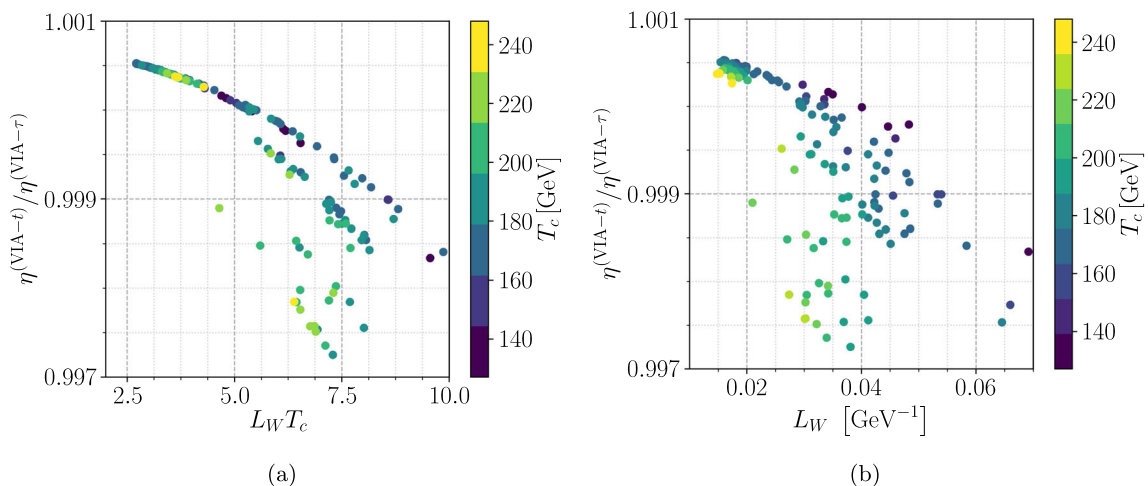 1.001
0.999
0.997
η^(VIA−t)/η^(VIA−τ)
2.5 5.0 7.5 10.0
L_W T_c
240
220
200
180
160
140
T_c [GeV]
(a)
1.001
0.999
0.997
η^(VIA−t)/η^(VIA−τ)
0.02 0.04 0.06
L_W [GeV⁻¹]
240
220
200
180
160
140
T_c [GeV]
(b)